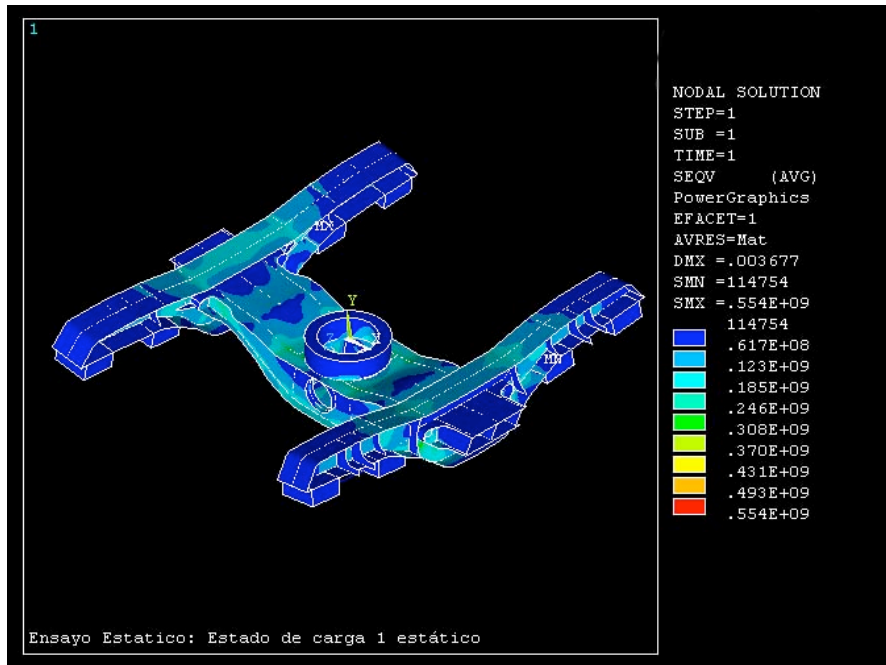 1
NODAL SOLUTION
STEP=1
SUB =1
TIME=1
SEQV (AVG)
PowerGraphics
EFACET=1
AVRES=Mat
DMX =.003677
SMN =114754
SMX =.554E+09
114754
.617E+08
.123E+09
.185E+09
.246E+09
.308E+09
.370E+09
.431E+09
.493E+09
.554E+09
MX
Y
MN
Ensayo Estatico: Estado de carga 1 estático